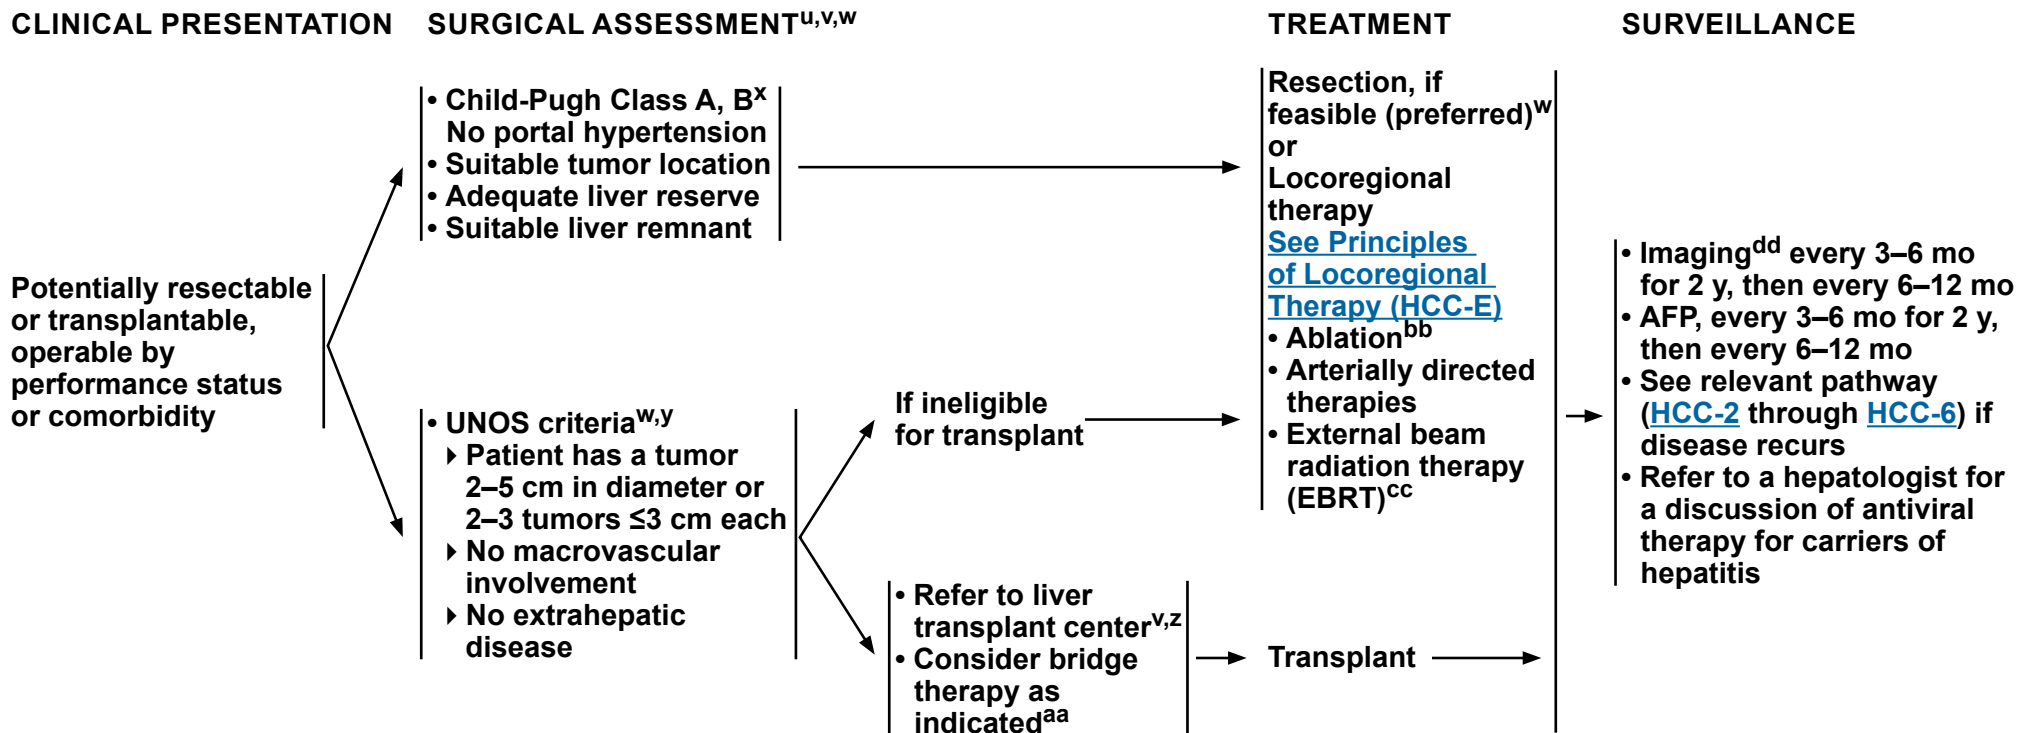 CLINICAL PRESENTATION
SURGICAL ASSESSMENTu,v,w
TREATMENT
SURVEILLANCE
Potentially resectable
or transplantable,
operable by
performance status
or comorbidity
• Child-Pugh Class A, Bx
No portal hypertension
• Suitable tumor location
• Adequate liver reserve
• Suitable liver remnant
• UNOS criteriaw,y
▸ Patient has a tumor
2–5 cm in diameter or
2–3 tumors ≤3 cm each
▸ No macrovascular
involvement
▸ No extrahepatic
disease
If ineligible
for transplant
• Refer to liver
transplant centerv,z
• Consider bridge
therapy as
indicatedaa
Resection, if
feasible (preferred)w
or
Locoregional
therapy
See Principles
of Locoregional
Therapy (HCC-E)
• Ablationbb
• Arterially directed
therapies
• External beam
radiation therapy
(EBRT)cc
Transplant
• Imagingdd every 3–6 mo
for 2 y, then every 6–12 mo
• AFP, every 3–6 mo for 2 y,
then every 6–12 mo
• See relevant pathway
(HCC-2 through HCC-6) if
disease recurs
• Refer to a hepatologist for
a discussion of antiviral
therapy for carriers of
hepatitis